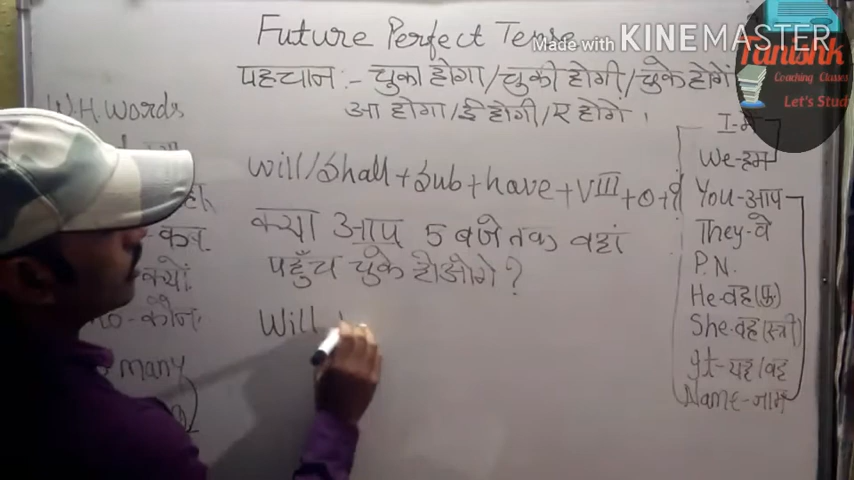 Future Perfect Tense
Made with KINEMASTER
Tanishk
Coaching Classes
Let's Stud
पहचान :- चुका होगा/चुकी होगी/चुके होगें
आ होगा/ई होगी/ए होगें ।
W.H. Words
will/Shall+Sub+have+VIII+O+?
क्या आप 5 बजे तक वहां
पहुँच चुके होओगे ?
Will
कब
क्यों
कौन
many
I-मैं
We-हम
You-आप
They-वे
P.N.
He-वह(पु.)
She-वह(स्त्री)
It-यह/वह
Name-नाम